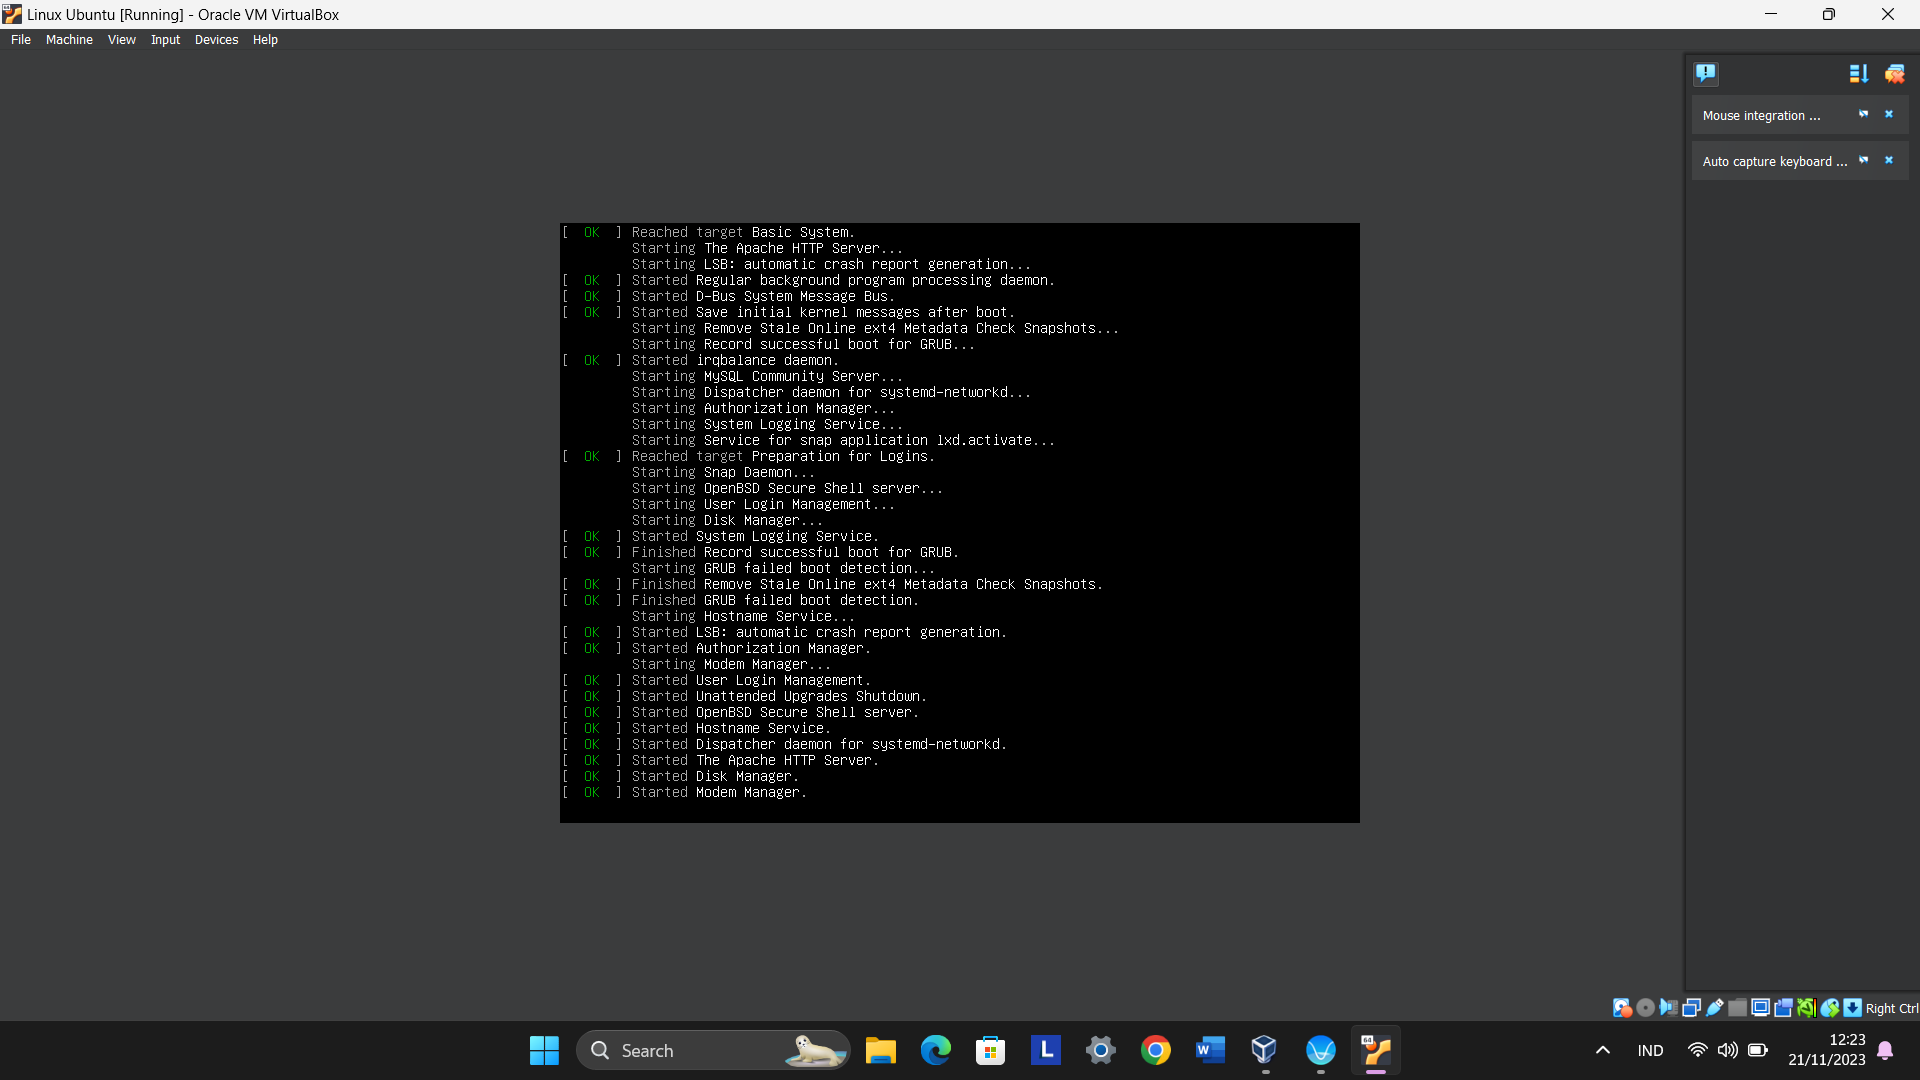 Linux Ubuntu [Running] - Oracle VM VirtualBox
File Machine View Input Devices Help
Mouse integration ...
Auto capture keyboard ...
[  OK  ] Reached target Basic System.
Starting The Apache HTTP Server...
Starting LSB: automatic crash report generation...
[  OK  ] Started Regular background program processing daemon.
[  OK  ] Started D-Bus System Message Bus.
[  OK  ] Started Save initial kernel messages after boot.
Starting Remove Stale Online ext4 Metadata Check Snapshots...
Starting Record successful boot for GRUB...
[  OK  ] Started irqbalance daemon.
Starting MySQL Community Server...
Starting Dispatcher daemon for systemd-networkd...
Starting Authorization Manager...
Starting System Logging Service...
Starting Service for snap application lxd.activate...
[  OK  ] Reached target Preparation for Logins.
Starting Snap Daemon...
Starting OpenBSD Secure Shell server...
Starting User Login Management...
Starting Disk Manager...
[  OK  ] Started System Logging Service.
[  OK  ] Finished Record successful boot for GRUB.
Starting GRUB failed boot detection...
[  OK  ] Finished Remove Stale Online ext4 Metadata Check Snapshots.
[  OK  ] Finished GRUB failed boot detection.
Starting Hostname Service...
[  OK  ] Started LSB: automatic crash report generation.
[  OK  ] Started Authorization Manager.
Starting Modem Manager...
[  OK  ] Started User Login Management.
[  OK  ] Started Unattended Upgrades Shutdown.
[  OK  ] Started OpenBSD Secure Shell server.
[  OK  ] Started Hostname Service.
[  OK  ] Started Dispatcher daemon for systemd-networkd.
[  OK  ] Started The Apache HTTP Server.
[  OK  ] Started Disk Manager.
[  OK  ] Started Modem Manager.
Right Ctrl
Search
L
W
64
IND
12:23
21/11/2023